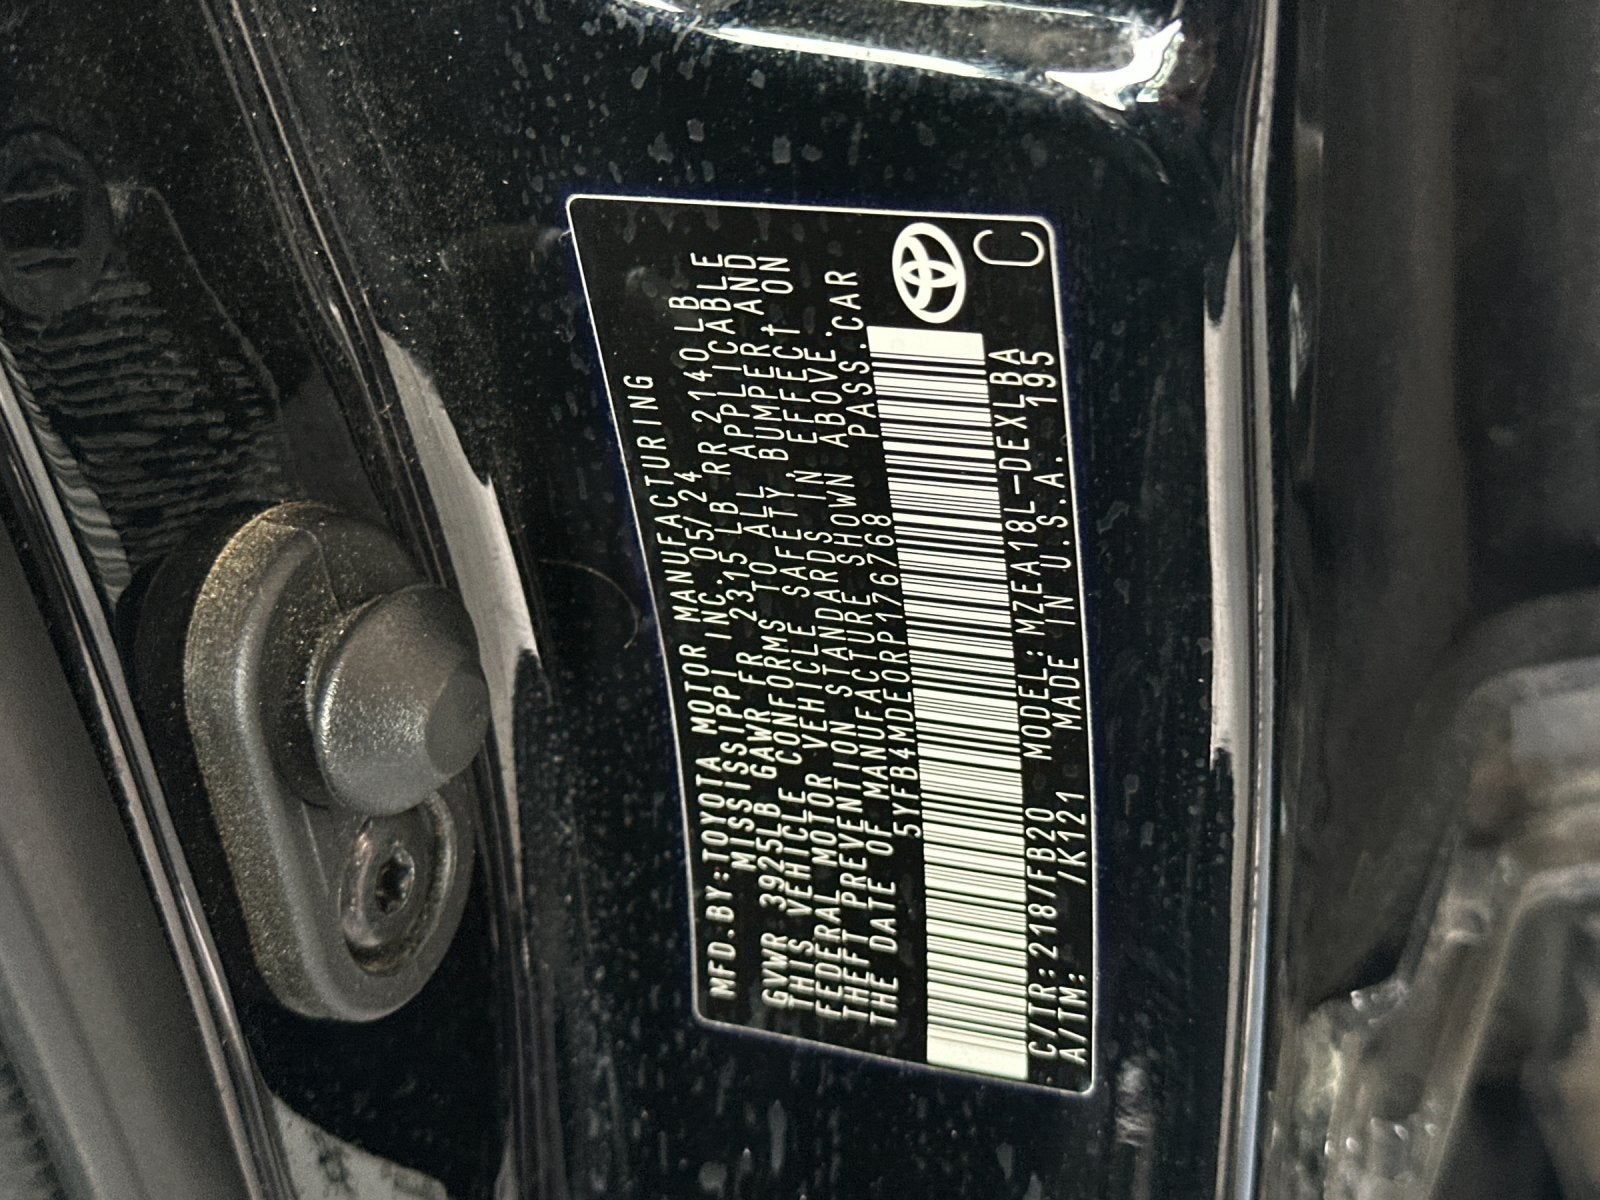 MFD.BY:TOYOTA MOTOR MANUFACTURING
MISSISSIPPI INC. 05/24
GVWR 3925LB GAWR FR 2315 LB RR 2140 LB
THIS VEHICLE CONFORMS TO ALL APPLICABLE
FEDERAL MOTOR VEHICLE SAFETY, BUMPER, AND
THEFT PREVENTION STANDARDS IN EFFECT ON
THE DATE OF MANUFACTURE SHOWN ABOVE.
5YFB4MDE0RP176768 PASS.CAR
C/TR:218/FB20 MODEL:MZEA18L-DEXLBA
A/TM: /K121 MADE IN U.S.A. 195
C